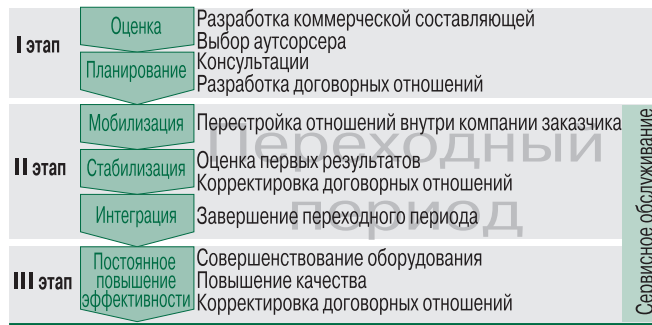 I этап
Оценка
Разработка коммерческой составляющей
Выбор аутсорсера
Планирование
Консультации
Разработка договорных отношений
II этап
Мобилизация
Перестройка отношений внутри компании заказчика
Стабилизация
Оценка первых результатов
Корректировка договорных отношений
Интеграция
Завершение переходного периода
Переходный
период
III этап
Постоянное
повышение
эффективности
Совершенствование оборудования
Повышение качества
Корректировка договорных отношений
Сервисное обслуживание